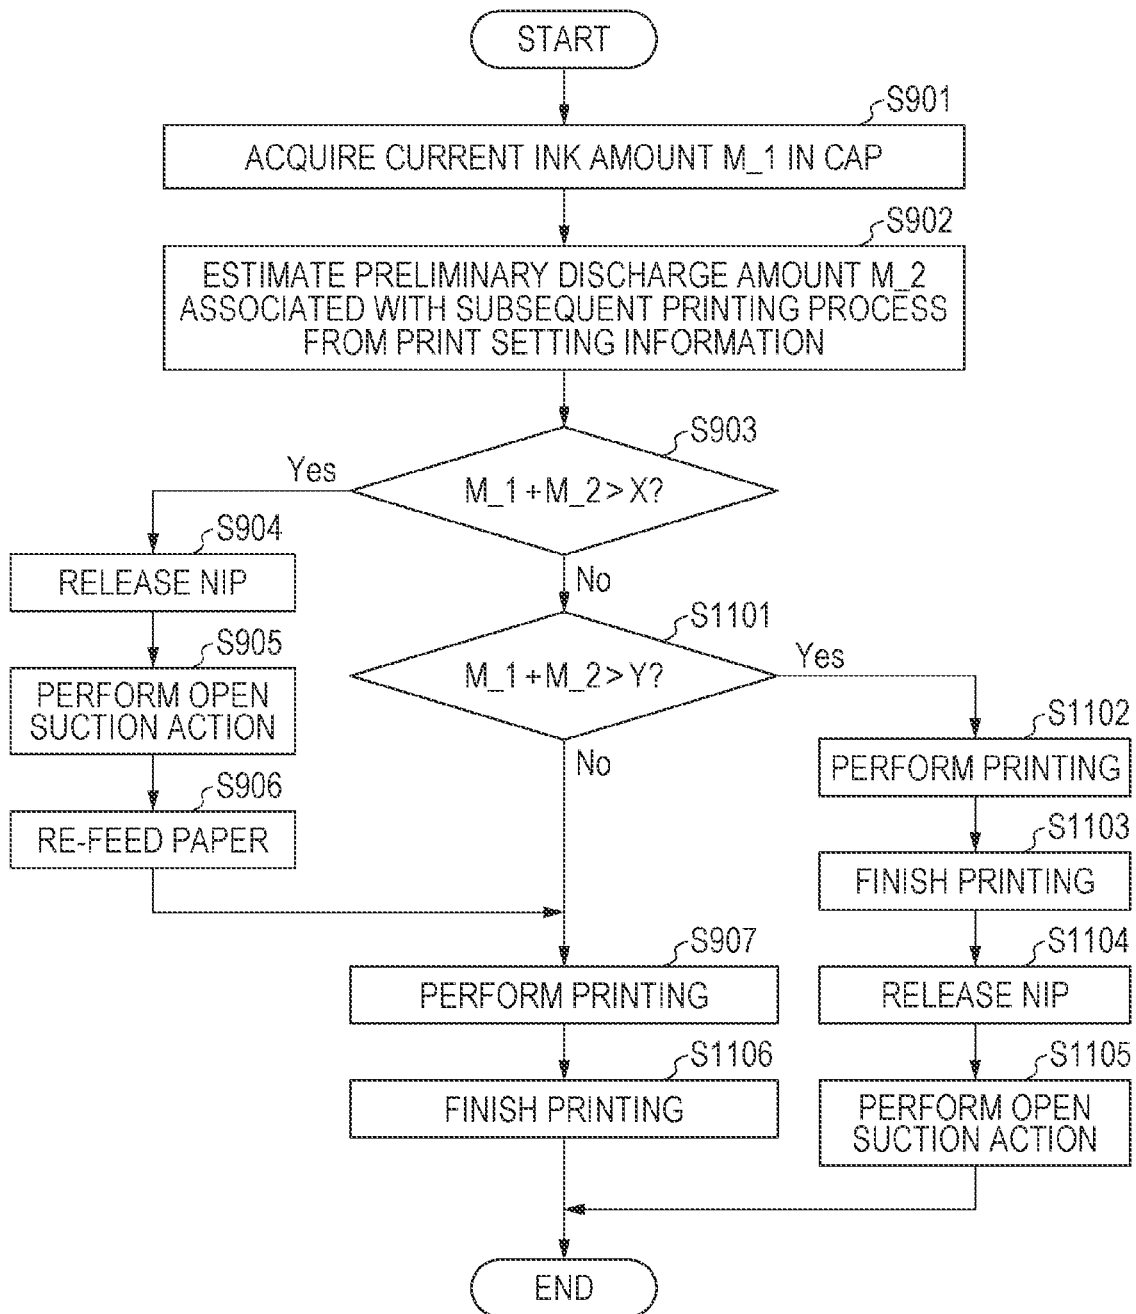 START
S901
ACQUIRE CURRENT INK AMOUNT M_1 IN CAP
S902
ESTIMATE PRELIMINARY DISCHARGE AMOUNT M_2
ASSOCIATED WITH SUBSEQUENT PRINTING PROCESS
FROM PRINT SETTING INFORMATION
S903
Yes
M_1+M_2 > X?
No
S904
RELEASE NIP
S905
PERFORM OPEN
SUCTION ACTION
S906
RE-FEED PAPER
S1101
M_1+M_2 > Y?
Yes
No
S1102
PERFORM PRINTING
S1103
FINISH PRINTING
S1104
RELEASE NIP
S1105
PERFORM OPEN
SUCTION ACTION
S907
PERFORM PRINTING
S1106
FINISH PRINTING
END